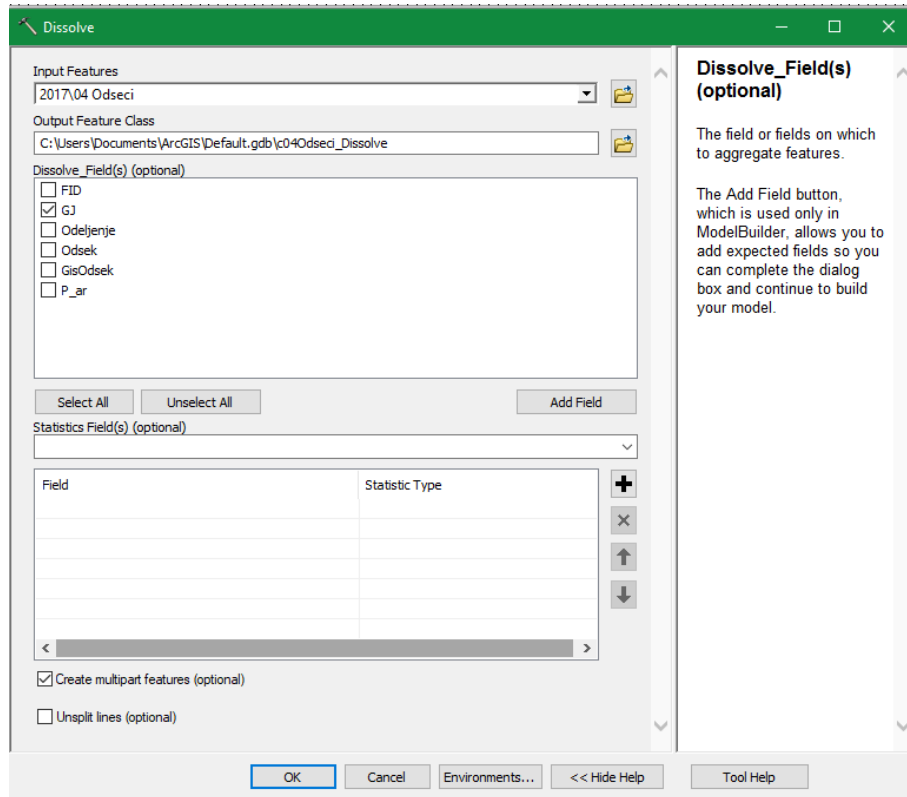 Dissolve
Input Features
2017\04 Odseci
Output Feature Class
C:\Users\Documents\ArcGIS\Default.gdb\c04Odseci_Dissolve
Dissolve_Field(s) (optional)
FID
GJ
Odeljenje
Odsek
GisOdsek
P_ar
Select All
Unselect All
Add Field
Statistics Field(s) (optional)
Field
Statistic Type
Create multipart features (optional)
Unsplit lines (optional)
Dissolve_Field(s)
(optional)
The field or fields on which
to aggregate features.
The Add Field button,
which is used only in
ModelBuilder, allows you to
add expected fields so you
can complete the dialog
box and continue to build
your model.
OK
Cancel
Environments...
<< Hide Help
Tool Help